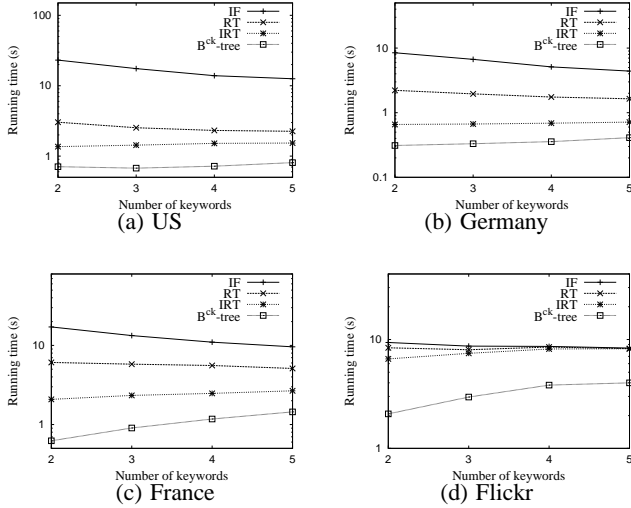 IF
RT
IRT
B^ck-tree
100
10
1
Running time (s)
2 3 4 5
Number of keywords
(a) US
IF
RT
IRT
B^ck-tree
10
1
0.1
Running time (s)
2 3 4 5
Number of keywords
(b) Germany
IF
RT
IRT
B^ck-tree
10
1
Running time (s)
2 3 4 5
Number of keywords
(c) France
IF
RT
IRT
B^ck-tree
10
1
Running time (s)
2 3 4 5
Number of keywords
(d) Flickr